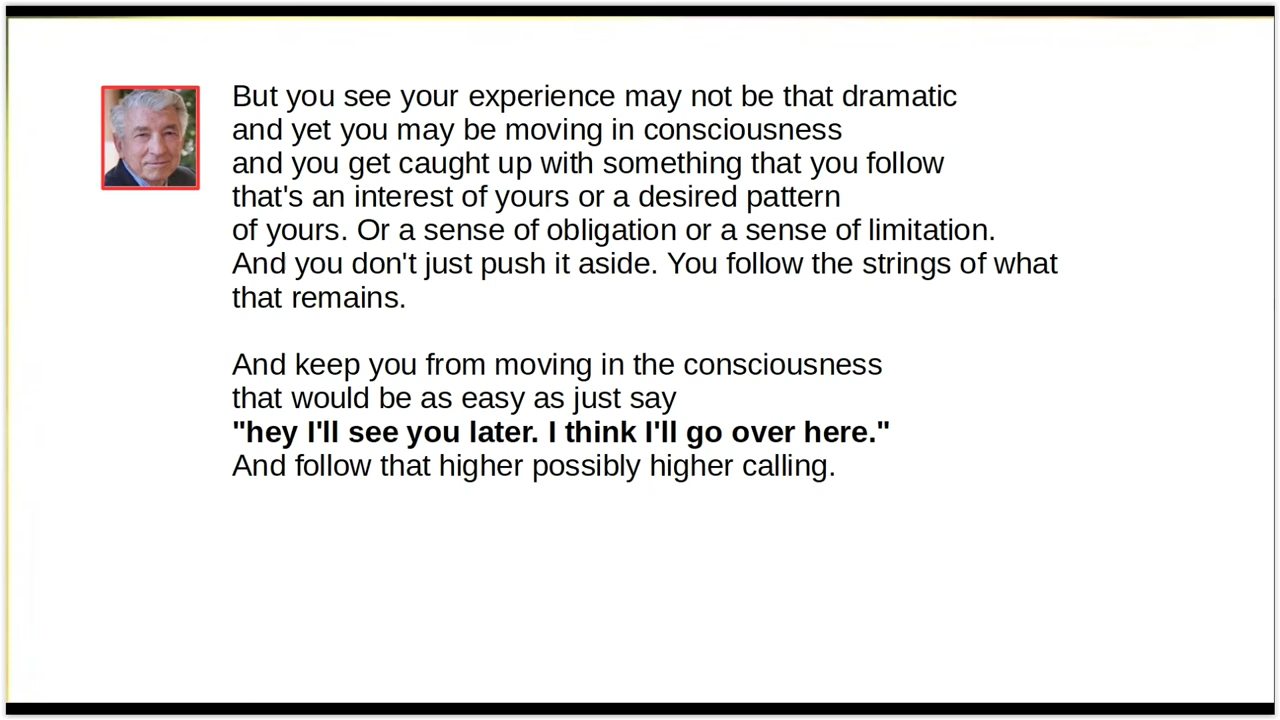 But you see your experience may not be that dramatic
and yet you may be moving in consciousness
and you get caught up with something that you follow
that's an interest of yours or a desired pattern
of yours. Or a sense of obligation or a sense of limitation.
And you don't just push it aside. You follow the strings of what
that remains.
And keep you from moving in the consciousness
that would be as easy as just say
"hey I'll see you later. I think I'll go over here."
And follow that higher possibly higher calling.